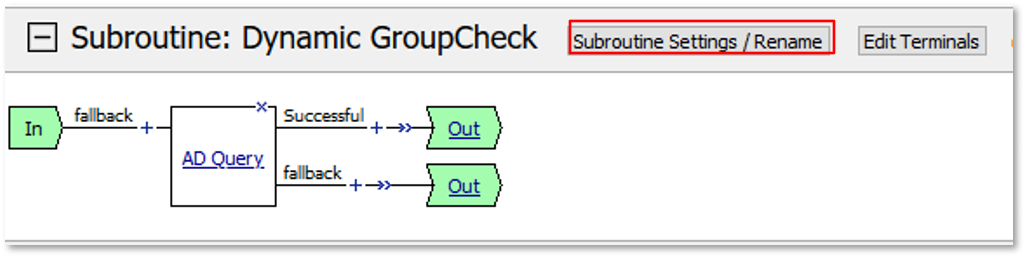 Subroutine: Dynamic GroupCheck
Subroutine Settings / Rename
Edit Terminals
In
fallback
+
AD Query
×
Successful
+
Out
fallback
+
Out